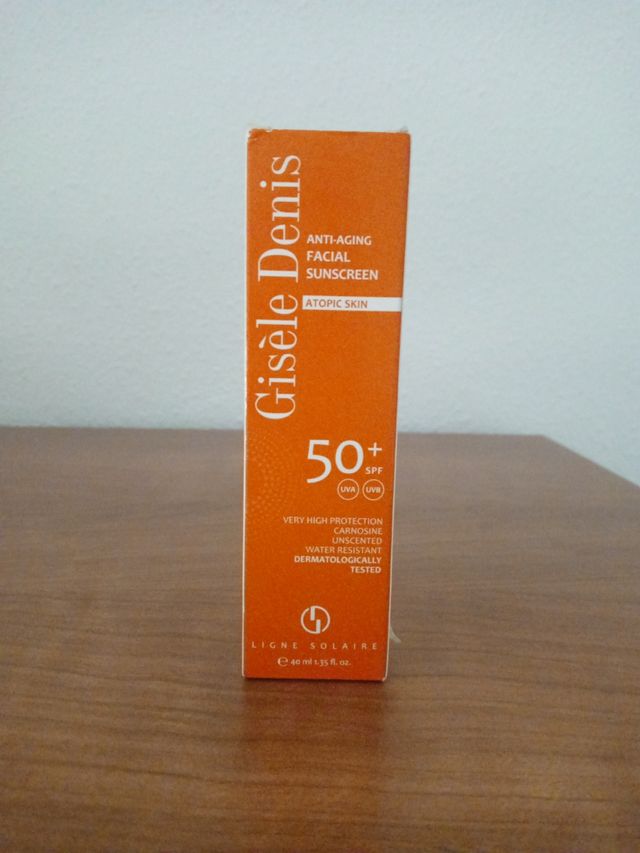 Gisèle Denis
ANTI-AGING
FACIAL
SUNSCREEN
ATOPIC SKIN
50+
SPF
UVA UVB
VERY HIGH PROTECTION
CARNOSINE
UNSCENTED
WATER RESISTANT
DERMATOLOGICALLY
TESTED
LIGNE SOLAIRE
℮ 40 ml 1.35 fl. oz.